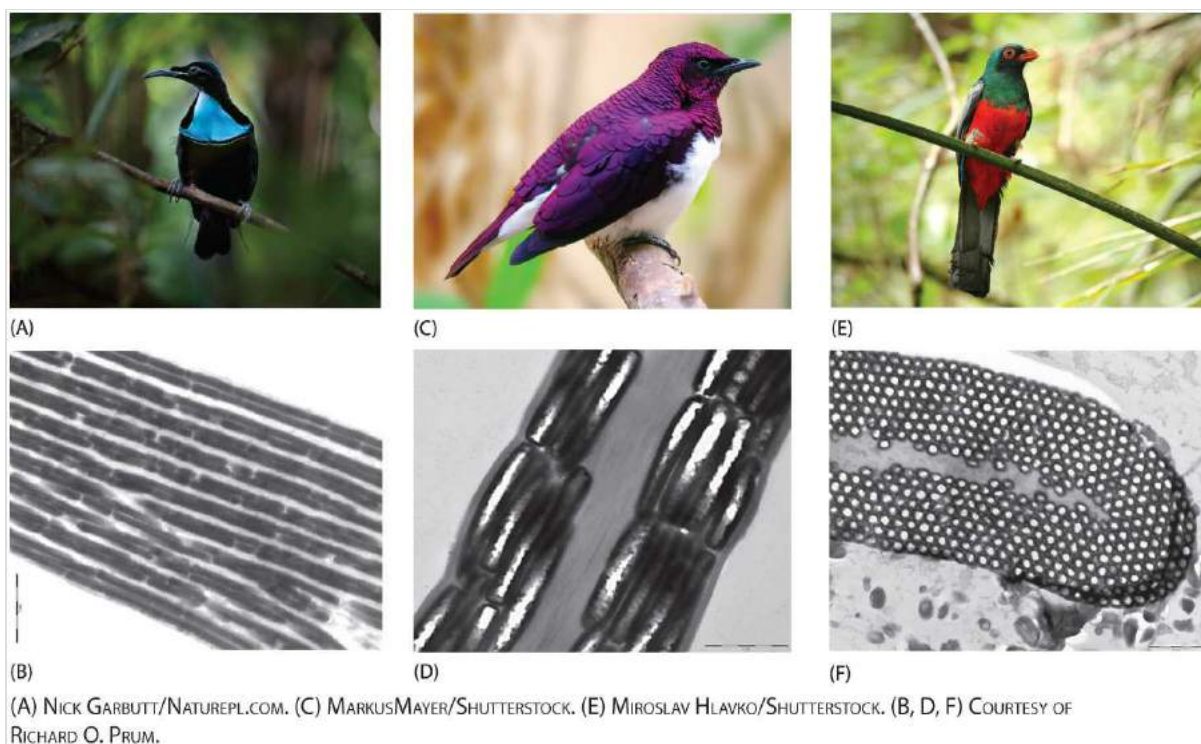 (A)
(C)
(E)
(B)
(D)
(F)
(A) NICK GARBUTT/NATUREPL.COM. (C) MARKUSMAYER/SHUTTERSTOCK. (E) MIROSLAV HLAVKO/SHUTTERSTOCK. (B, D, F) COURTESY OF
RICHARD O. PRUM.